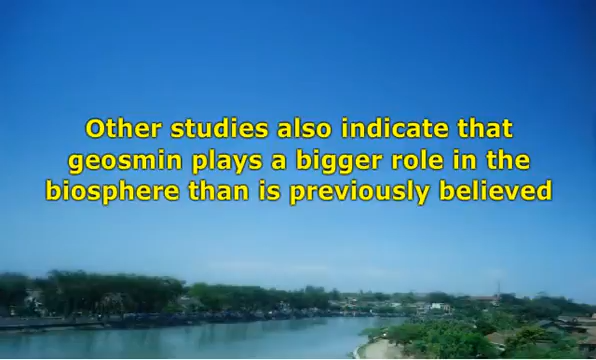 Other studies also indicate that
geosmin plays a bigger role in the
biosphere than is previously believed